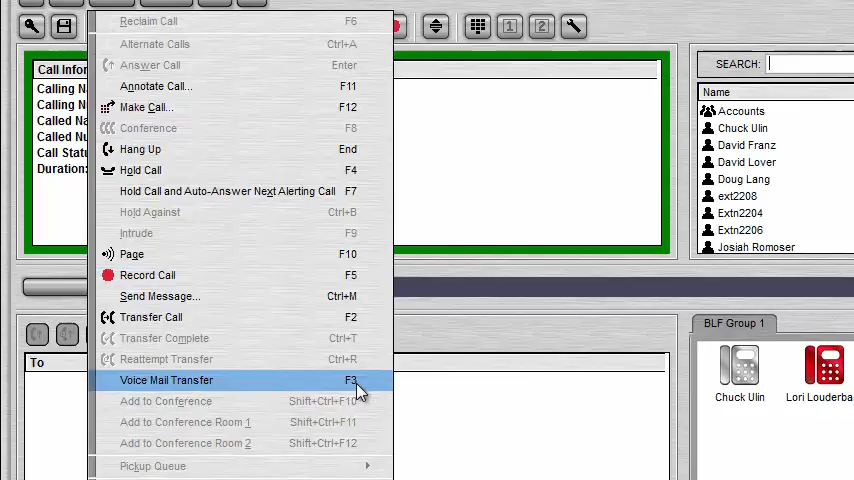 Reclaim Call F6
Alternate Calls Ctrl+A
Answer Call Enter
Annotate Call... F11
Make Call... F12
Conference F8
Hang Up End
Hold Call F4
Hold Call and Auto-Answer Next Alerting Call F7
Hold Against Ctrl+B
Intrude F9
Page F10
Record Call F5
Send Message... Ctrl+M
Transfer Call F2
Transfer Complete Ctrl+T
Reattempt Transfer Ctrl+R
Voice Mail Transfer F3
Add to Conference Shift+Ctrl+F10
Add to Conference Room 1 Shift+Ctrl+F11
Add to Conference Room 2 Shift+Ctrl+F12
Pickup Queue
1 2
Call
Calling
Calling
Called
Called
Call
Duration:
To
SEARCH:
Name
Accounts
Chuck Ulin
David Franz
David Lover
Doug Lang
ext2208
Extn2204
Extn2206
Josiah Romoser
BLF Group 1
Chuck Ulin
Lori